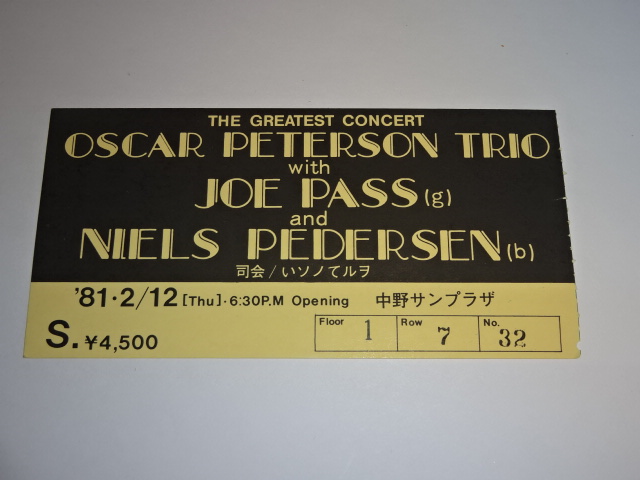 THE GREATEST CONCERT
OSCAR PETERSON TRIO
with
JOE PASS (g)
and
NIELS PEDERSEN (b)
司会/いソノてルヲ
'81・2/12 [Thu]・6:30P.M Opening 中野サンプラザ
S. ¥4,500
Floor 1 Row 7 No. 32